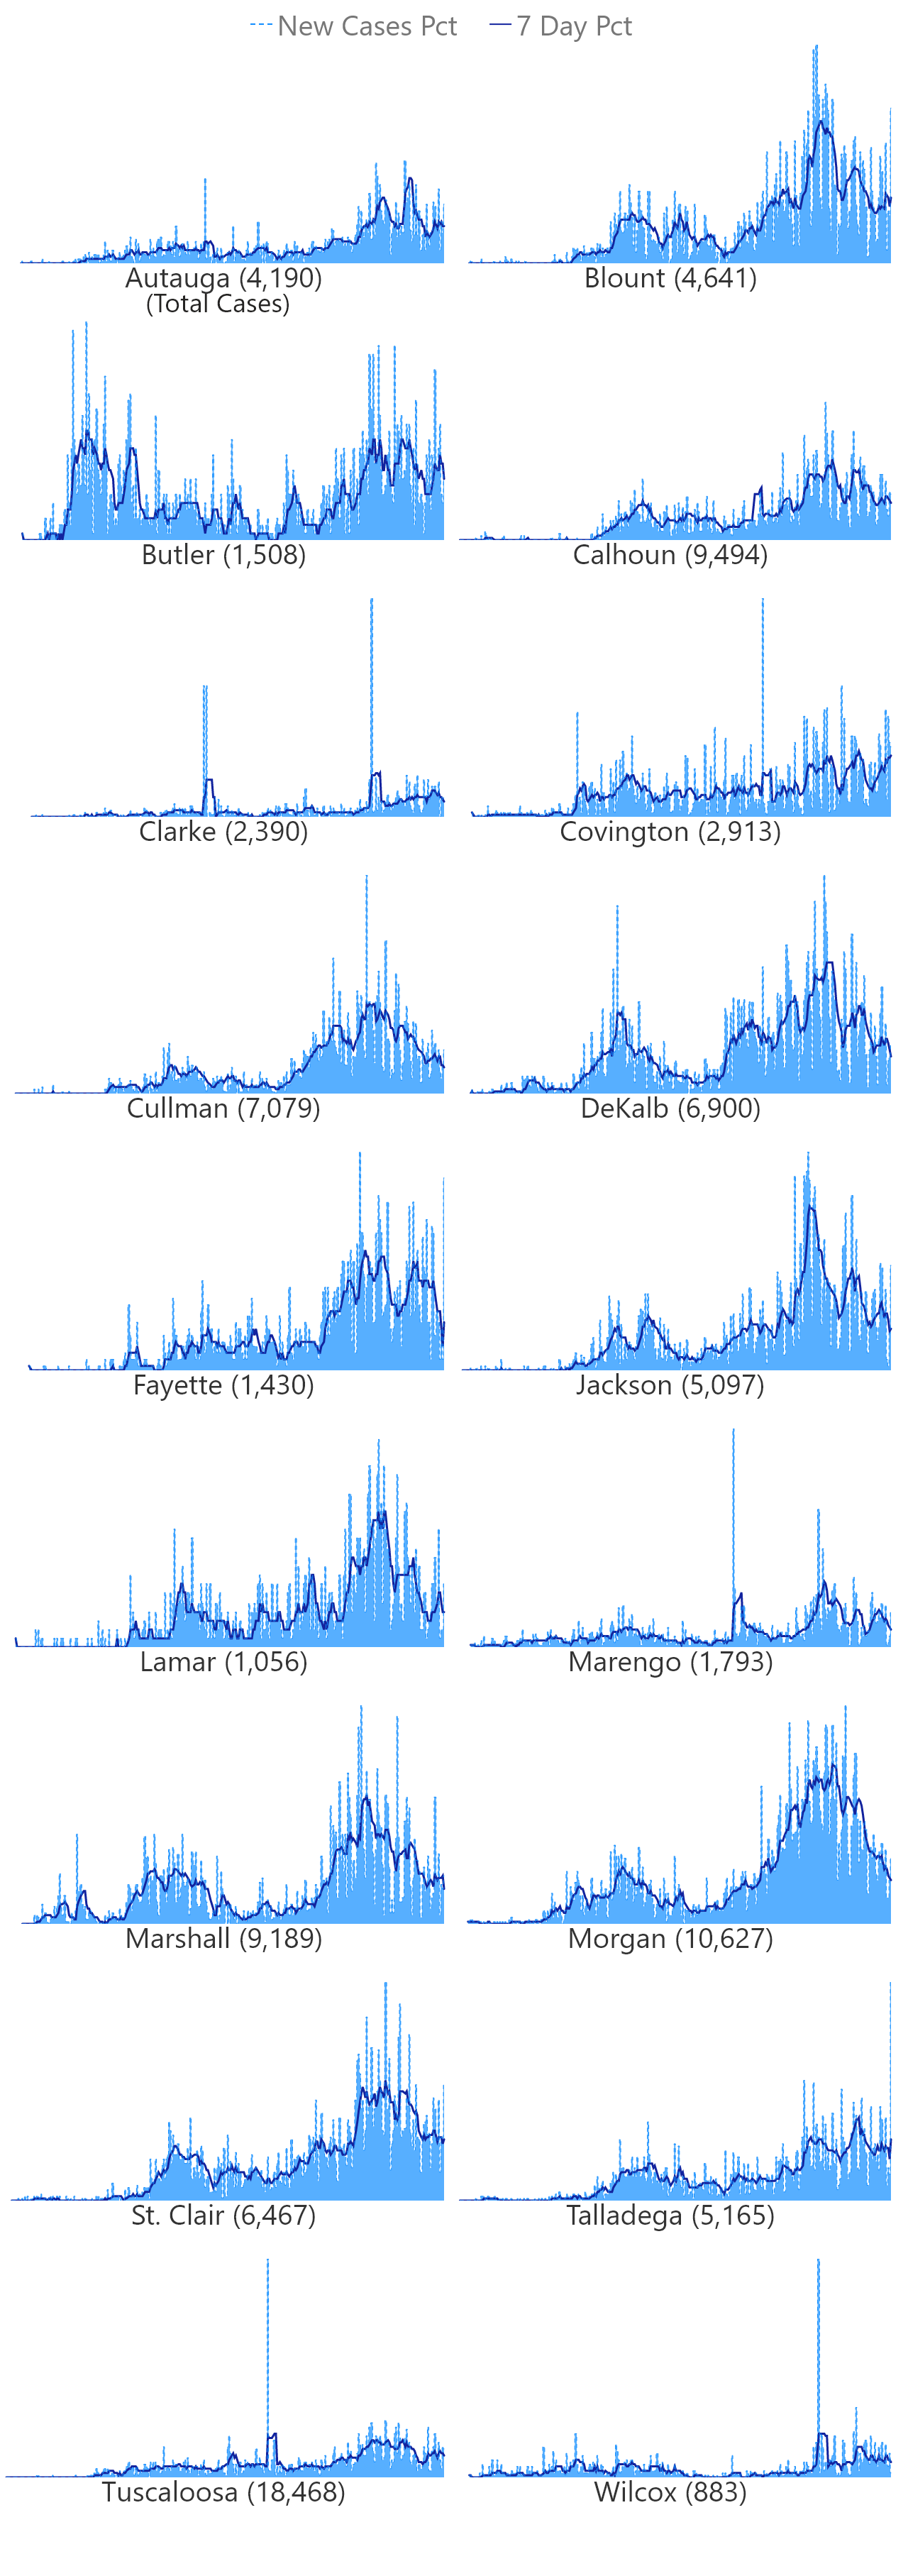 New Cases Pct 7 Day Pct
Autauga (4,190) Blount (4,641)
(Total Cases)
Butler (1,508) Calhoun (9,494)
Clarke (2,390) Covington (2,913)
Cullman (7,079) DeKalb (6,900)
Fayette (1,430) Jackson (5,097)
Lamar (1,056) Marengo (1,793)
Marshall (9,189) Morgan (10,627)
St. Clair (6,467) Talladega (5,165)
Tuscaloosa (18,468) Wilcox (883)